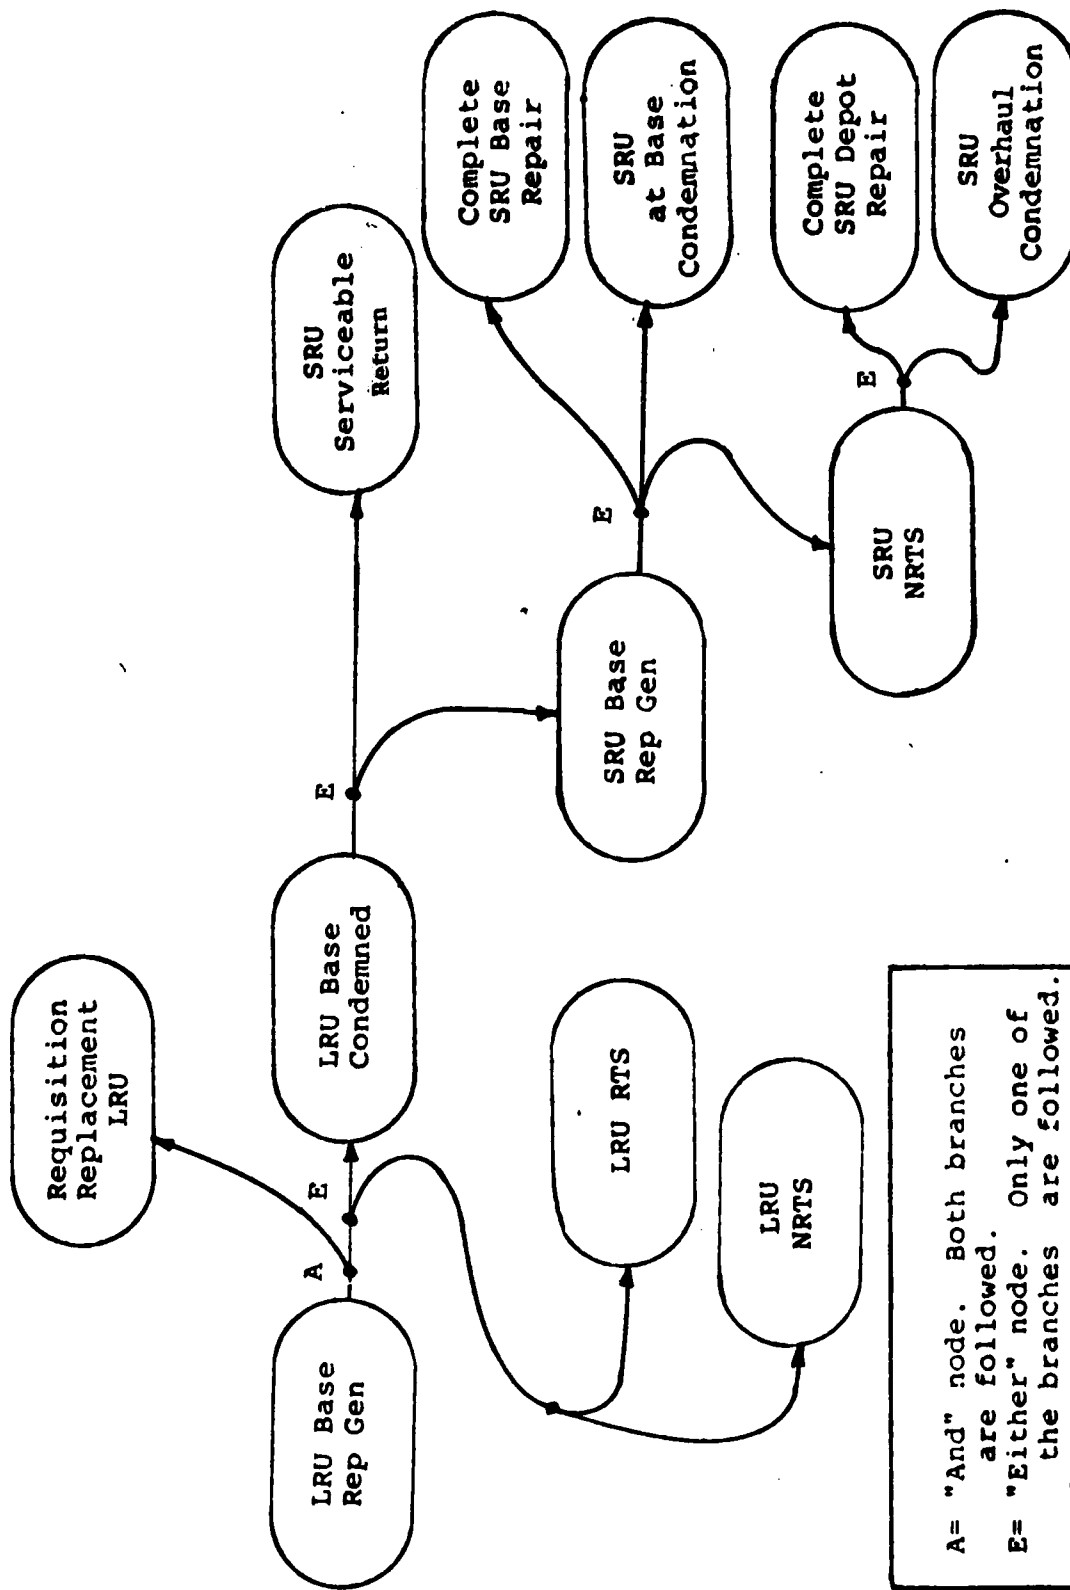 Requisition
Replacement
LRU
LRU Base
Rep Gen
A
E
LRU Base
Condemned
E
SRU
Serviceable
Return
LRU RTS
LRU
NRTS
SRU Base
Rep Gen
E
Complete
SRU Base
Repair
SRU
at Base
Condemnation
SRU
NRTS
E
Complete
SRU Depot
Repair
SRU
Overhaul
Condemnation
A= "And" node. Both branches
are followed.
E= "Either" node. Only one of
the branches are followed.